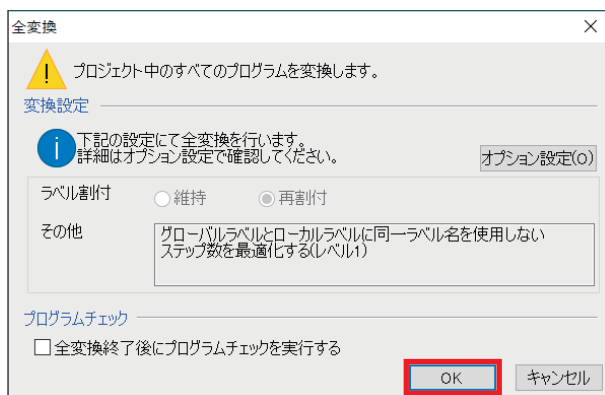 全変換
プロジェクト中のすべてのプログラムを変換します。
変換設定
下記の設定にて全変換を行います。
詳細はオプション設定で確認してください。
オプション設定(O)
ラベル割付
維持
再割付
その他
グローバルラベルとローカルラベルに同一ラベル名を使用しない
ステップ数を最適化する(レベル1)
プログラムチェック
全変換終了後にプログラムチェックを実行する
OK
キャンセル